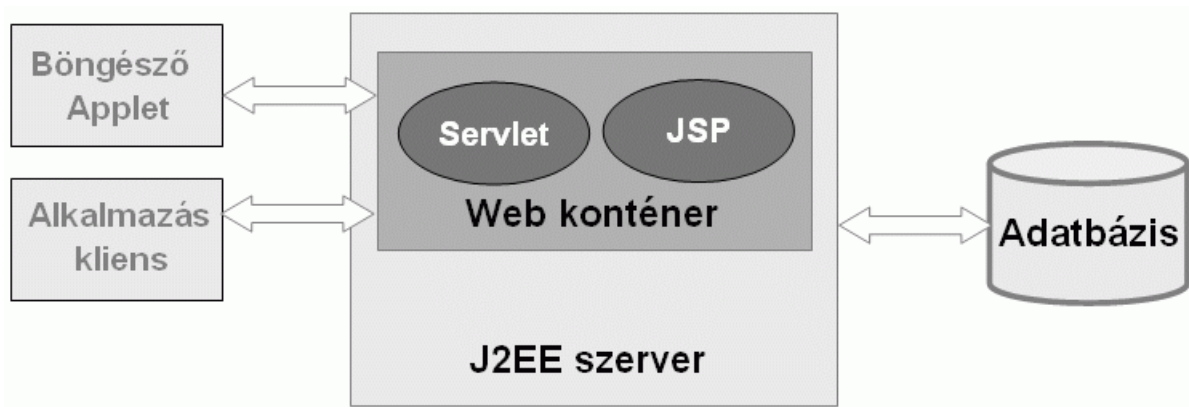 Böngésző
Applet
Alkalmazás
kliens
Servlet
JSP
Web konténer
J2EE szerver
Adatbázis